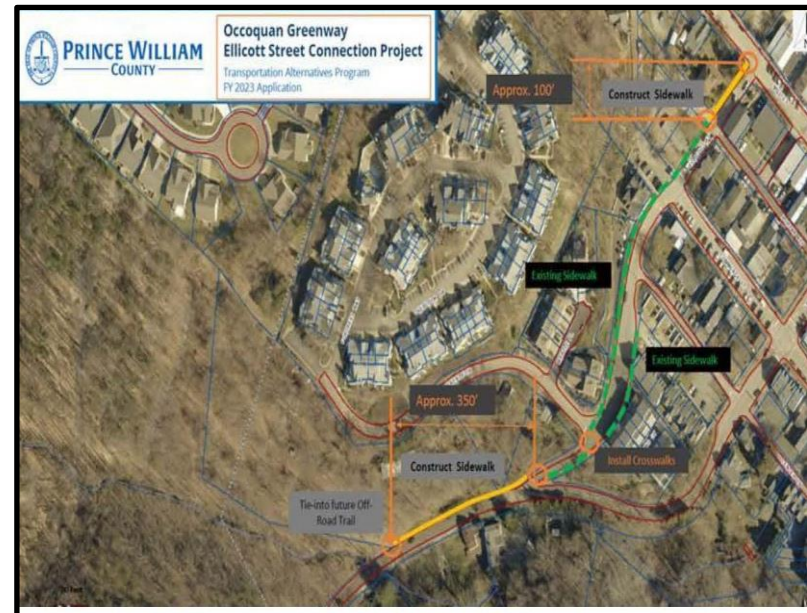 PRINCE WILLIAM
COUNTY
Occoquan Greenway
Ellicott Street Connection Project
Transportation Alternatives Program
FY 2023 Application
Approx. 100'
Construct Sidewalk
Existing Sidewalk
Existing Sidewalk
Approx. 350'
Construct Sidewalk
Install Crosswalks
Tie-into future Off-
Road Trail